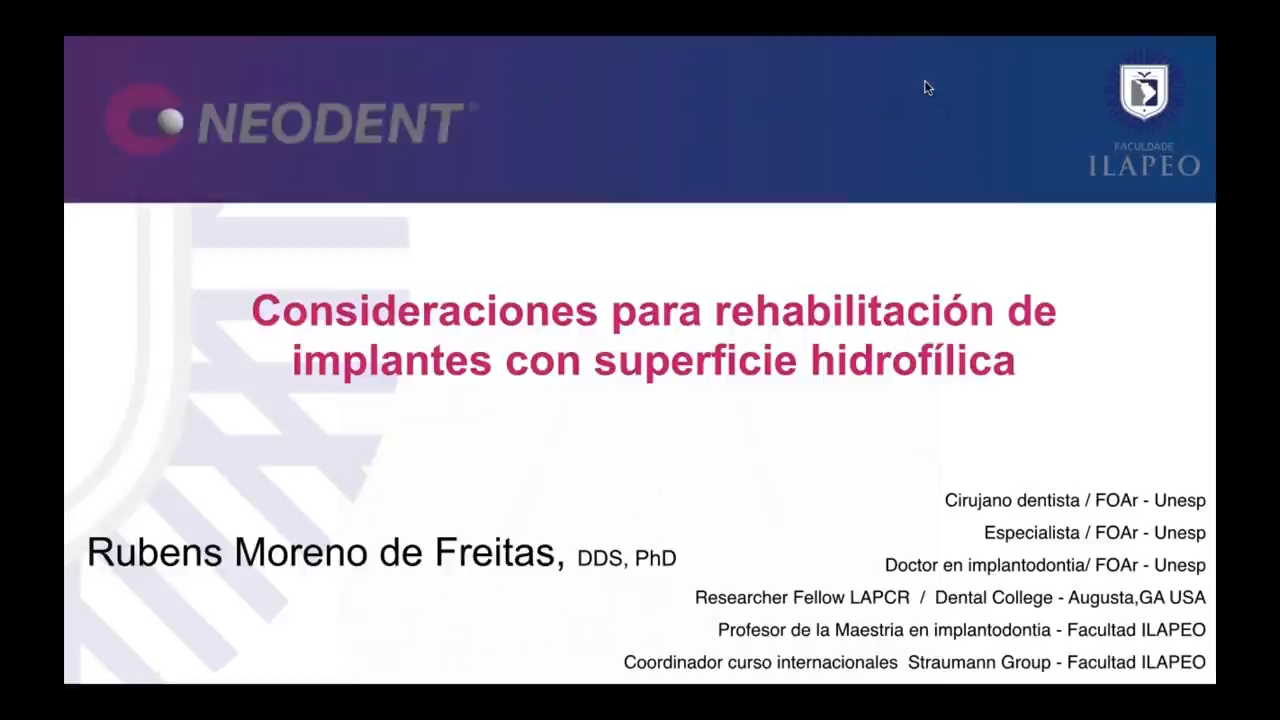 NEODENT
FACULDADE
ILAPEO
Consideraciones para rehabilitación de
implantes con superficie hidrofílica
Cirujano dentista / FOAr - Unesp
Especialista / FOAr - Unesp
Rubens Moreno de Freitas, DDS, PhD
Doctor en implantodontia/ FOAr - Unesp
Researcher Fellow LAPCR / Dental College - Augusta,GA USA
Profesor de la Maestria en implantodontia - Facultad ILAPEO
Coordinador curso internacionales Straumann Group - Facultad ILAPEO